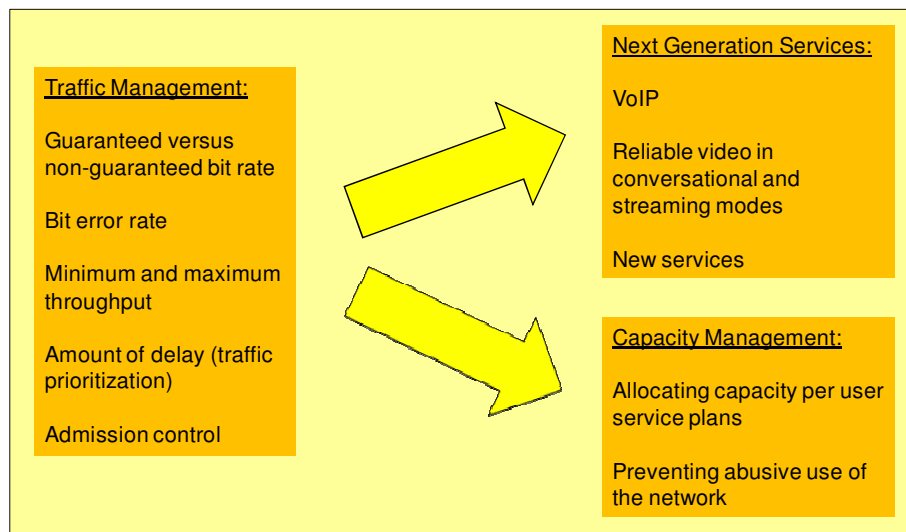 Traffic Management:
Guaranteed versus
non-guaranteed bit rate
Bit error rate
Minimum and maximum
throughput
Amount of delay (traffic
prioritization)
Admission control
Next Generation Services:
VoIP
Reliable video in
conversational and
streaming modes
New services
Capacity Management:
Allocating capacity per user
service plans
Preventing abusive use of
the network